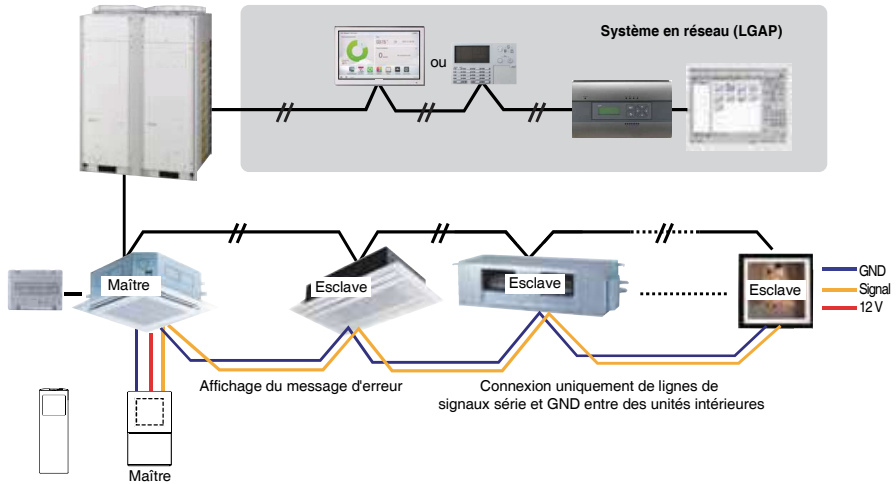 Système en réseau (LGAP)
ou
Maître
Esclave
Esclave
Esclave
GND
Signal
12 V
Affichage du message d'erreur
Connexion uniquement de lignes de
signaux série et GND entre des unités intérieures
Maître